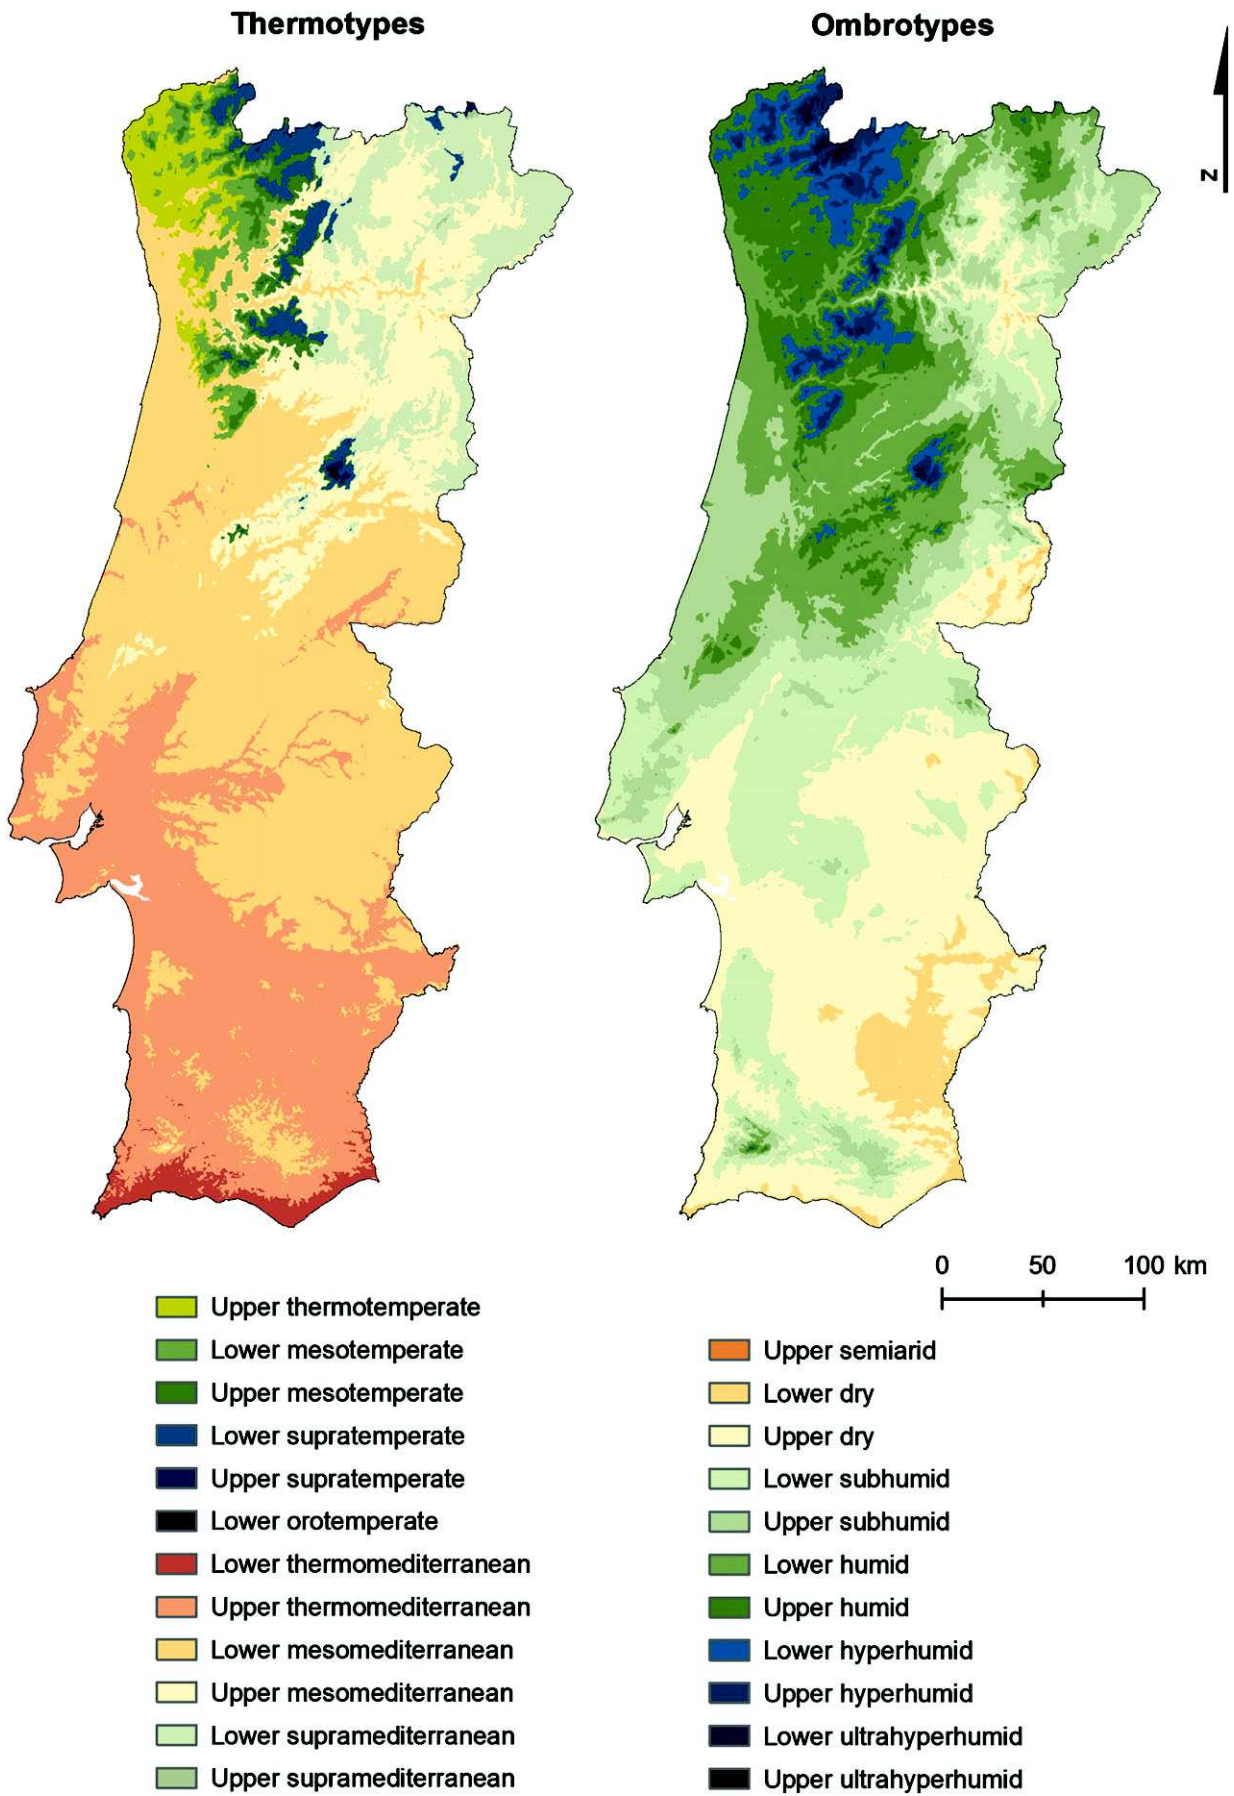 Thermotypes
Ombrotypes
N
0 50 100 km
Upper thermotemperate
Lower mesotemperate
Upper mesotemperate
Lower supratemperate
Upper supratemperate
Lower orotemperate
Lower thermomediterranean
Upper thermomediterranean
Lower mesomediterranean
Upper mesomediterranean
Lower supramediterranean
Upper supramediterranean
Upper semiarid
Lower dry
Upper dry
Lower subhumid
Upper subhumid
Lower humid
Upper humid
Lower hyperhumid
Upper hyperhumid
Lower ultrahyperhumid
Upper ultrahyperhumid